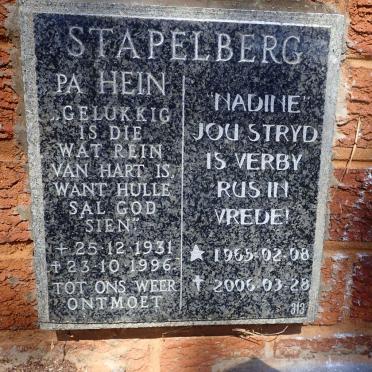 STAPELBERG
PA HEIN
„GELUKKIG
IS DIE
WAT REIN
VAN HART IS,
WANT HULLE
SAL GOD
SIEN."
+ 25.12.1931
+ 23.10.1996.
TOT ONS WEER
ONTMOET
"NADINE"
JOU STRYD
IS VERBY
RUS IN
VREDE!
★ 1965-02-08
✝ 2006-03-28
313